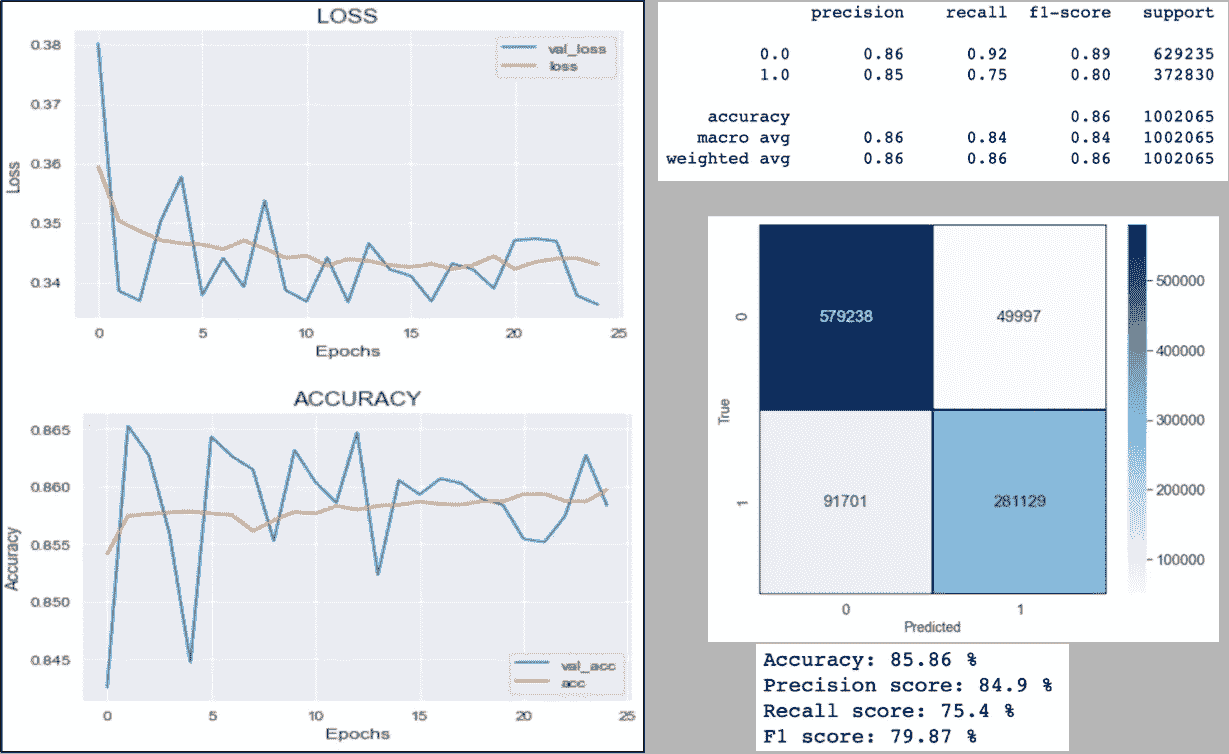 LOSS
val_loss
loss
0.38
0.37
0.36
0.35
0.34
Loss
0 5 10 15 20 25
Epochs
ACCURACY
0.865
0.860
0.855
0.850
0.845
Accuracy
val_acc
acc
0 5 10 15 20 25
Epochs
precision recall f1-score support
0.0 0.86 0.92 0.89 629235
1.0 0.85 0.75 0.80 372830
accuracy 0.86 1002065
macro avg 0.86 0.84 0.84 1002065
weighted avg 0.86 0.86 0.86 1002065
579238 49997
91701 281129
0
1
True
0 1
Predicted
500000
400000
300000
200000
100000
Accuracy: 85.86 %
Precision score: 84.9 %
Recall score: 75.4 %
F1 score: 79.87 %